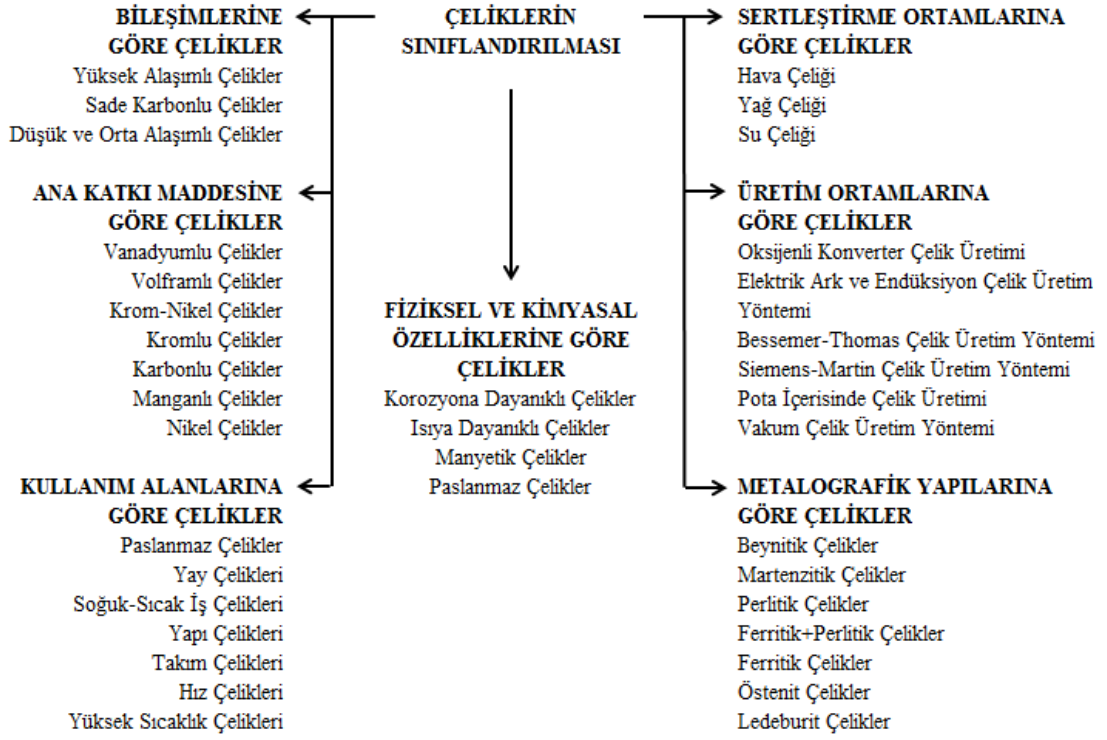 ÇELİKLERİN
SINIFLANDIRILMASI
BİLEŞİMLERİNE
GÖRE ÇELİKLER
Yüksek Alaşımlı Çelikler
Sade Karbonlu Çelikler
Düşük ve Orta Alaşımlı Çelikler
ANA KATKI MADDESİNE
GÖRE ÇELİKLER
Vanadyumlu Çelikler
Volframlı Çelikler
Krom-Nikel Çelikler
Kromlu Çelikler
Karbonlu Çelikler
Manganlı Çelikler
Nikel Çelikler
KULLANIM ALANLARINA
GÖRE ÇELİKLER
Paslanmaz Çelikler
Yay Çelikleri
Soğuk-Sıcak İş Çelikleri
Yapı Çelikleri
Takım Çelikleri
Hız Çelikleri
Yüksek Sıcaklık Çelikleri
FİZİKSEL VE KİMYASAL
ÖZELLİKLERİNE GÖRE
ÇELİKLER
Korozyona Dayanıklı Çelikler
Isıya Dayanıklı Çelikler
Manyetik Çelikler
Paslanmaz Çelikler
SERTLEŞTİRME ORTAMLARINA
GÖRE ÇELİKLER
Hava Çeliği
Yağ Çeliği
Su Çeliği
ÜRETİM ORTAMLARINA
GÖRE ÇELİKLER
Oksijenli Konverter Çelik Üretimi
Elektrik Ark ve Endüksiyon Çelik Üretim
Yöntemi
Bessemer-Thomas Çelik Üretim Yöntemi
Siemens-Martin Çelik Üretim Yöntemi
Pota İçerisinde Çelik Üretimi
Vakum Çelik Üretim Yöntemi
METALOGRAFİK YAPILARINA
GÖRE ÇELİKLER
Beynitik Çelikler
Martenzitik Çelikler
Perlitik Çelikler
Ferritik+Perlitik Çelikler
Ferritik Çelikler
Östenit Çelikler
Ledeburit Çelikler